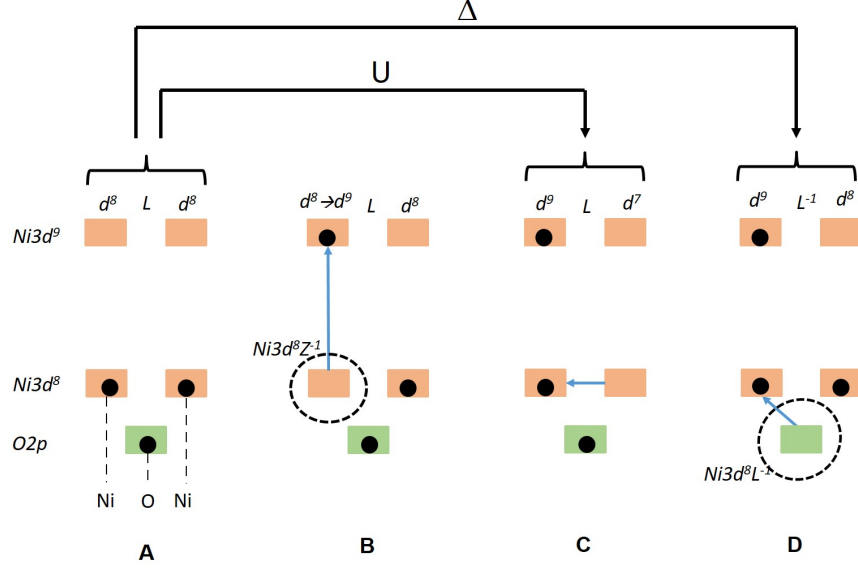 Δ
U
d⁸ L d⁸
d⁸→d⁹ L d⁸
d⁹ L d⁷
d⁹ L⁻¹ d⁸
Ni3d⁹
Ni3d⁸Z⁻¹
Ni3d⁸
O2p
Ni3d⁸L⁻¹
Ni O Ni
A B C D